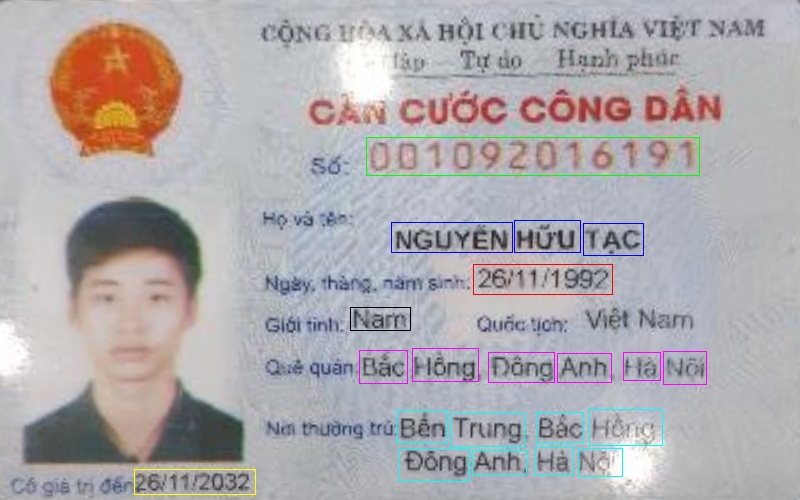 CỘNG HÒA XÃ HỘI CHỦ NGHĨA VIỆT NAM
lập Tự do Hạnh phúc
CĂN CƯỚC CÔNG DÂN
Số: 001092016191
Họ và tên:
NGUYỄN HỮU TẠC
Ngày, tháng, năm sinh: 26/11/1992
Giới tính: Nam Quốc tịch: Việt Nam
Quê quán: Bắc Hồng, Đông Anh, Hà Nội
Nơi thường trú: Bến Trung, Bắc Hồng
Đông Anh, Hà Nội
Có giá trị đến 26/11/2032